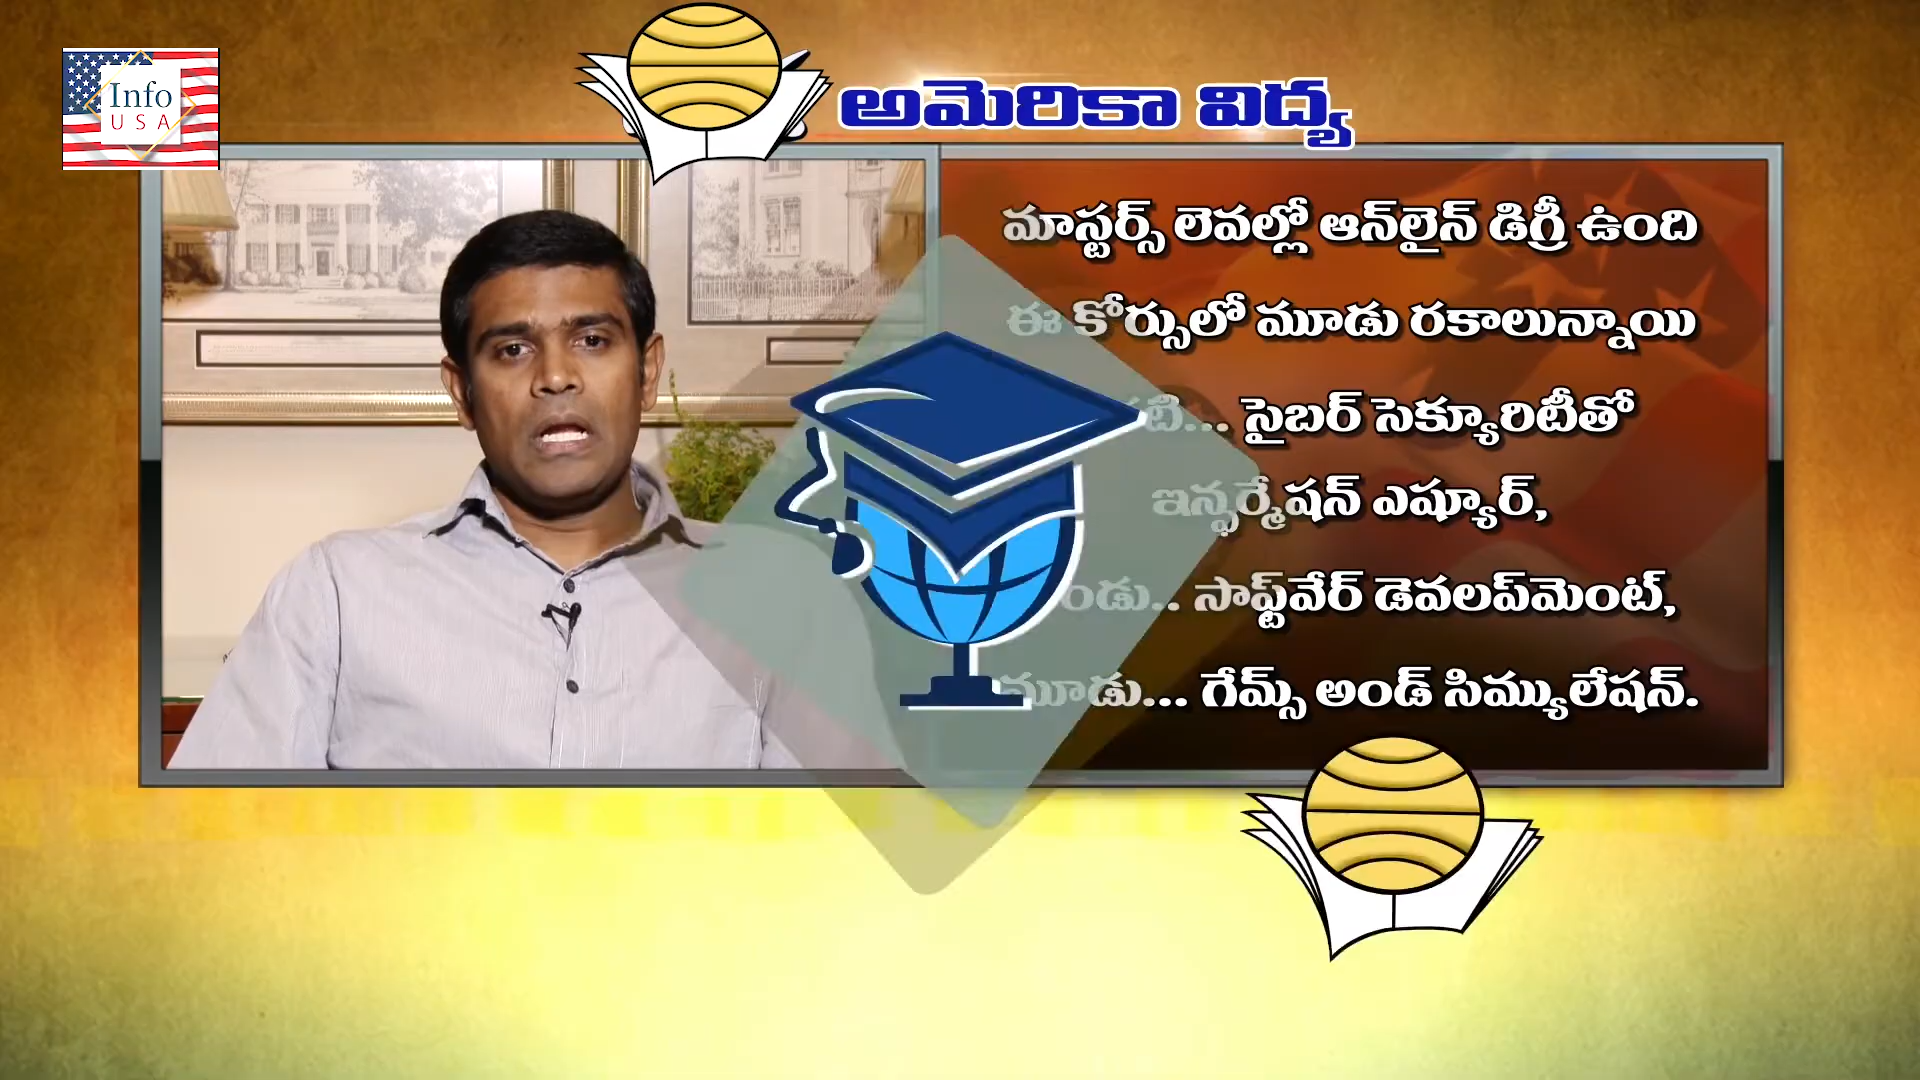 Info
USA
అమెరికా విద్య
మాస్టర్స్ లెవల్లో ఆన్‌లైన్ డిగ్రీ ఉంది
ఈ కోర్సులో మూడు రకాలున్నాయి
సైబర్ సెక్యూరిటీతో
ఇన్ఫర్మేషన్ ఎష్యూర్,
సాఫ్ట్‌వేర్ డెవలప్‌మెంట్,
మూడు... గేమ్స్ అండ్ సిమ్యులేషన్.